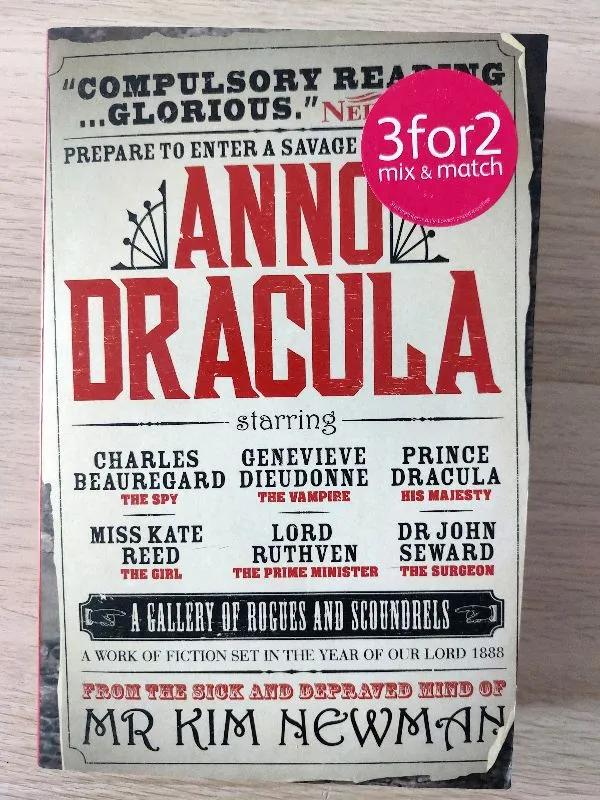 “COMPULSORY READING
...GLORIOUS.”
PREPARE TO ENTER A SAVAGE
3for2
mix & match
ANNO
DRACULA
starring
CHARLES
BEAUREGARD
THE SPY
GENEVIEVE
DIEUDONNE
THE VAMPIRE
PRINCE
DRACULA
HIS MAJESTY
MISS KATE
REED
THE GIRL
LORD
RUTHVEN
THE PRIME MINISTER
DR JOHN
SEWARD
THE SURGEON
A GALLERY OF ROGUES AND SCOUNDRELS
A WORK OF FICTION SET IN THE YEAR OF OUR LORD 1888
FROM THE SICK AND DEPRAVED MIND OF
MR KIM NEWMAN